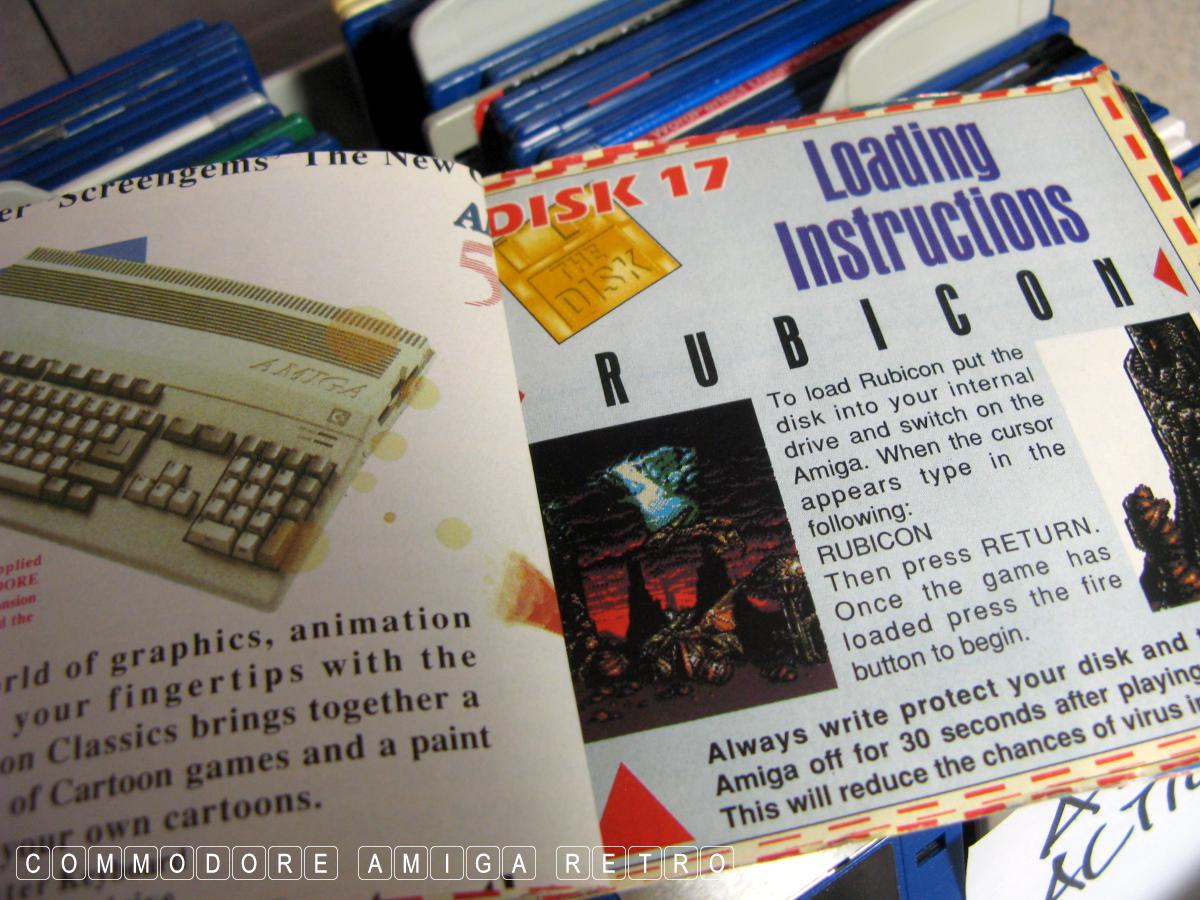 er Screengems' The New
AMIGA
pplied
DORE
nsion
d the
rld of graphics, animation
your fingertips with the
on Classics brings together a
of Cartoon games and a paint
your own cartoons.
DISK 17
THE
DISK
Loading
Instructions
RUBICON
To load Rubicon put the
disk into your internal
drive and switch on the
Amiga. When the cursor
appears type in the
following:
RUBICON
Then press RETURN.
Once the game has
loaded press the fire
button to begin.
Always write protect your disk and
Amiga off for 30 seconds after playing
This will reduce the chances of virus
COMMODORE AMIGA RETRO